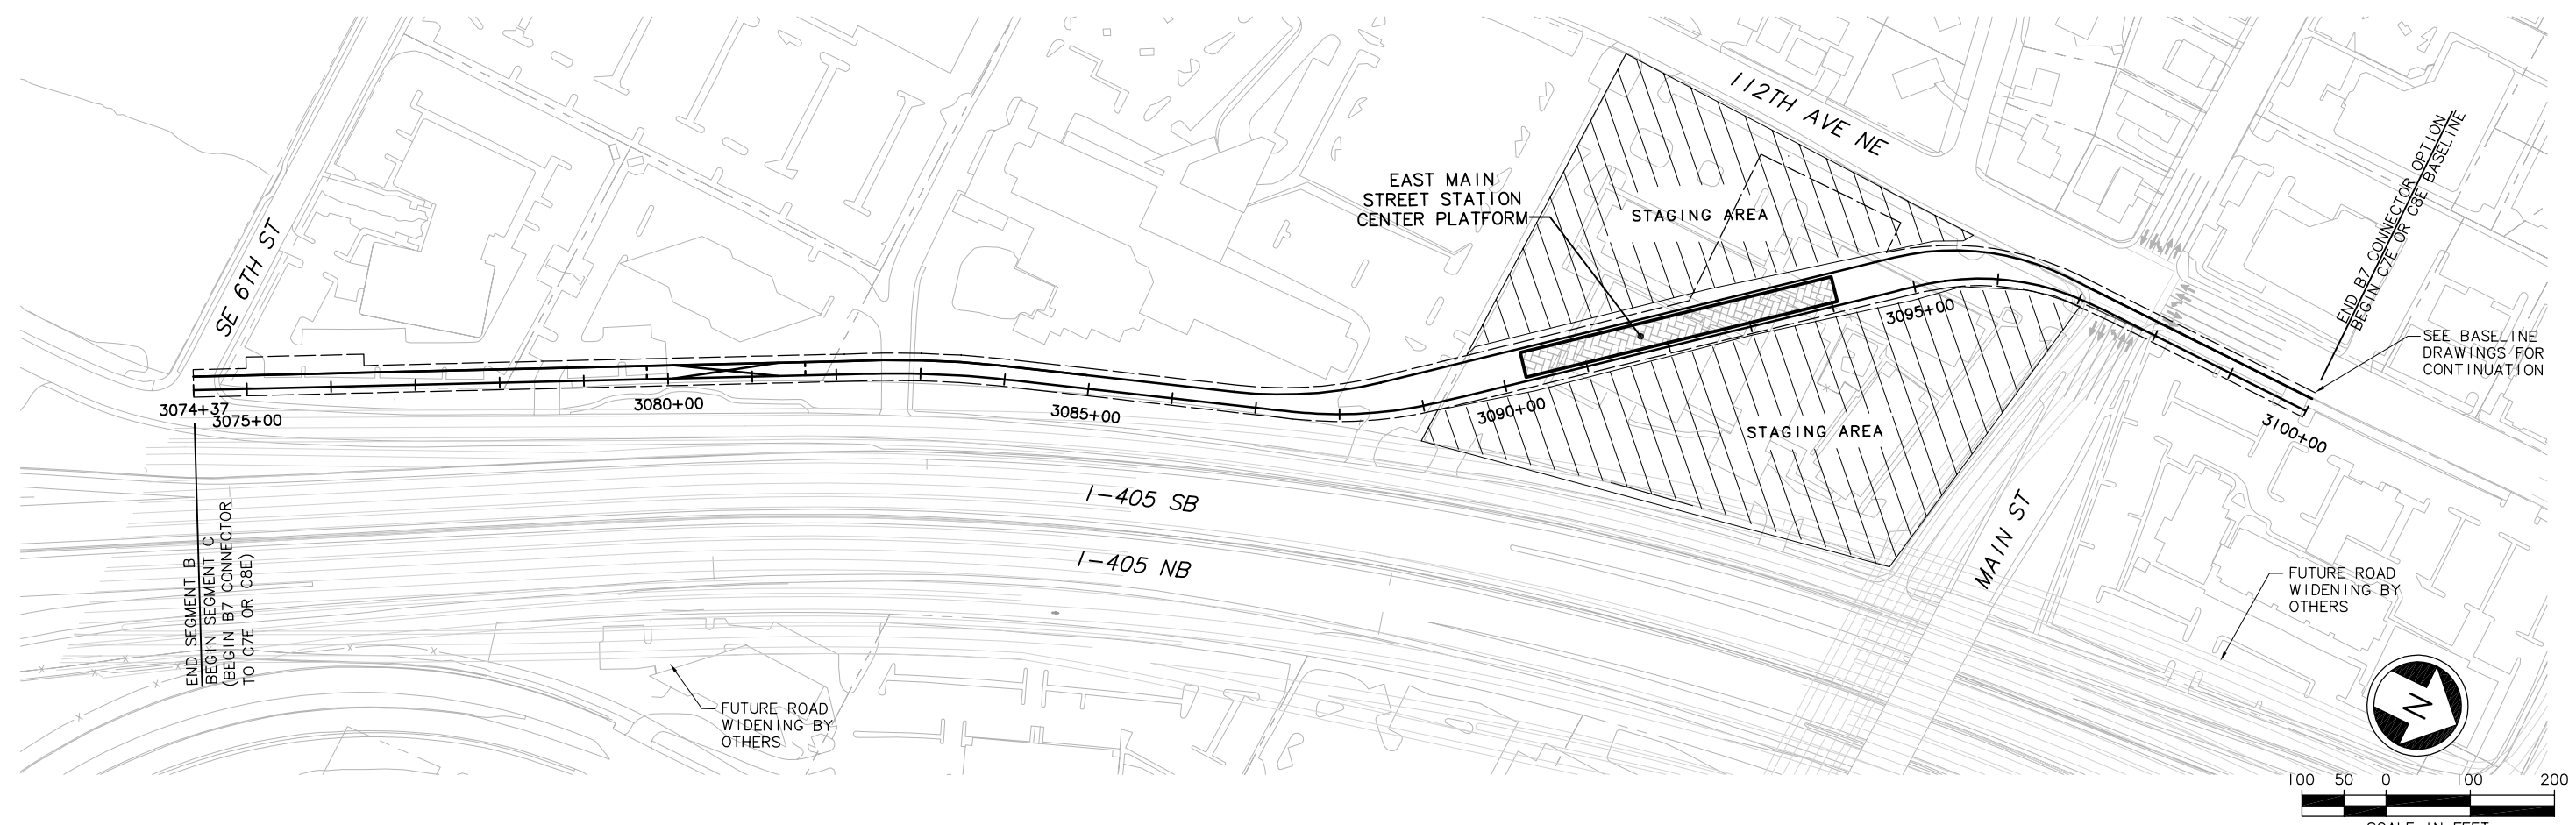 SE 6TH ST
112TH AVE NE
EAST MAIN
STREET STATION
CENTER PLATFORM
STAGING AREA
END B7 CONNECTOR OPTION
BEGIN C7E OR C8E BASELINE
SEE BASELINE
DRAWINGS FOR
CONTINUATION
3074+37
3075+00
3080+00
3085+00
3090+00
3095+00
3100+00
STAGING AREA
I-405 SB
I-405 NB
MAIN ST
END SEGMENT B
BEGIN SEGMENT C
(BEGIN B7 CONNECTOR
TO C7E OR C8E)
FUTURE ROAD
WIDENING BY
OTHERS
FUTURE ROAD
WIDENING BY
OTHERS
N
100 50 0 100 200
SCALE IN FEET